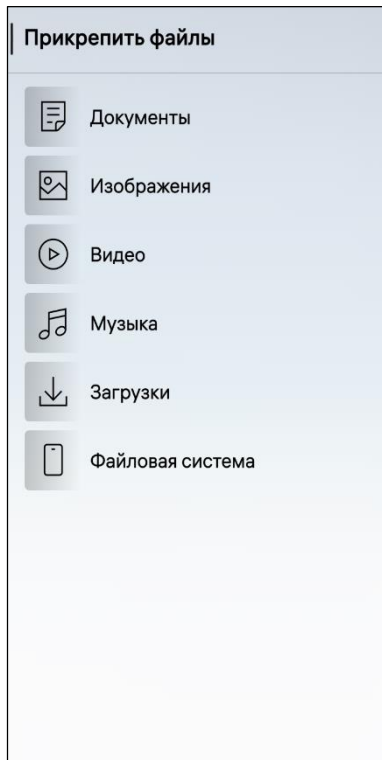 Прикрепить файлы
Документы
Изображения
Видео
Музыка
Загрузки
Файловая система